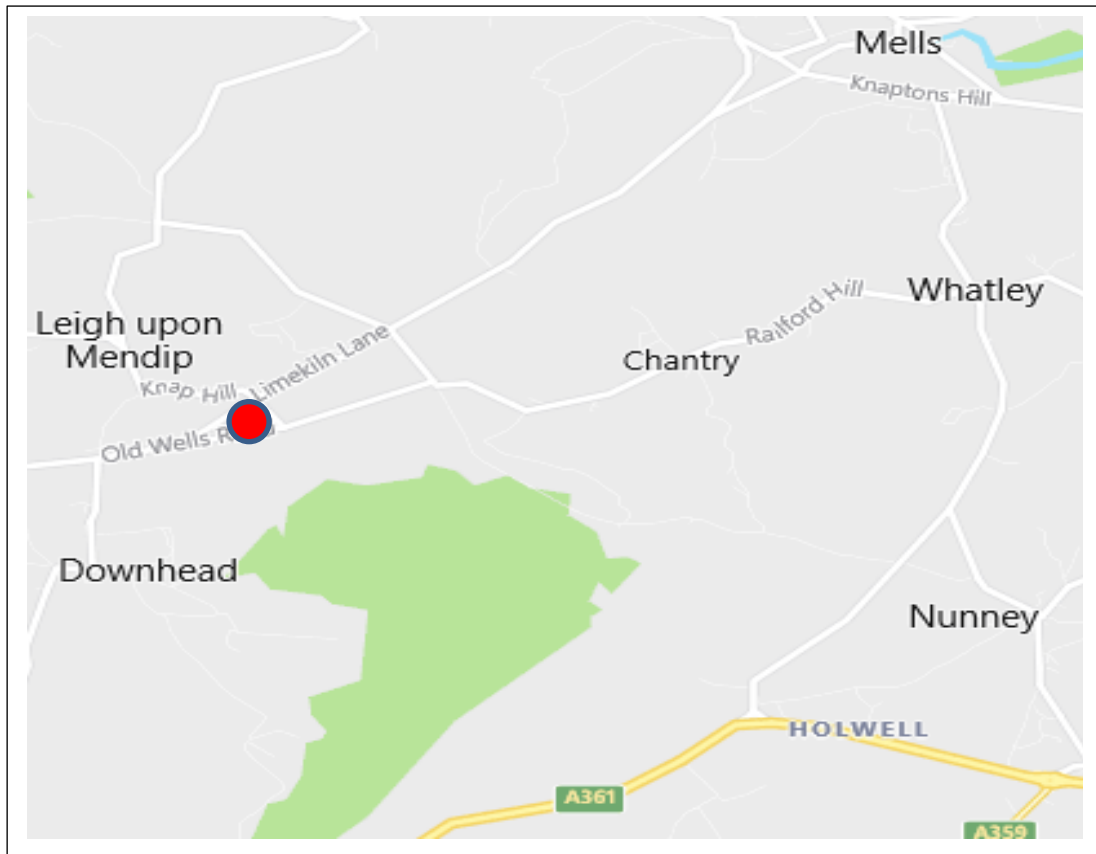 Mells
Knaptons Hill
Whatley
Railford Hill
Leigh upon
Mendip
Limekiln Lane
Chantry
Knap Hill
Old Wells
Downhead
Nunney
HOLWELL
A361
A359